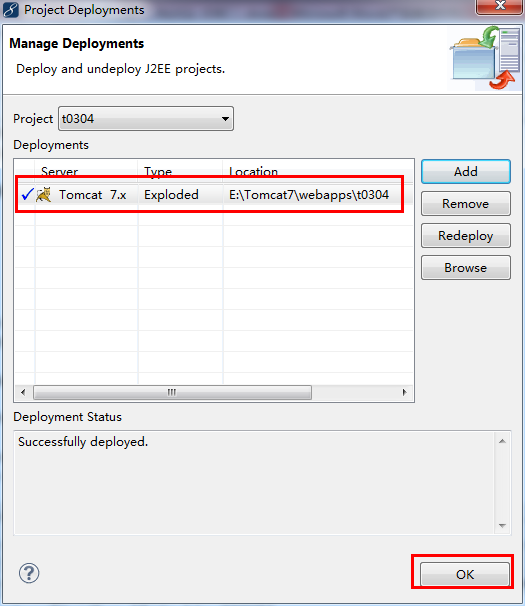 Project Deployments
Manage Deployments
Deploy and undeploy J2EE projects.
Project t0304
Deployments
Server Type Location
Tomcat 7.x Exploded E:\Tomcat7\webapps\t0304
Add
Remove
Redeploy
Browse
Deployment Status
Successfully deployed.
? OK